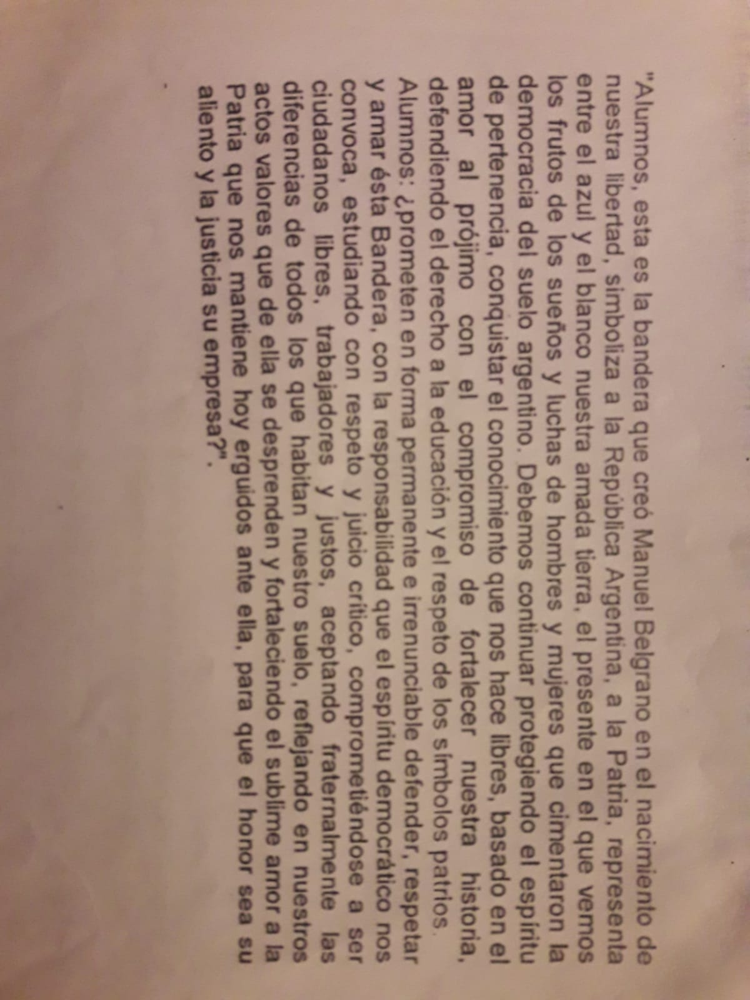 "Alumnos, esta es la bandera que creó Manuel Belgrano en el nacimiento de
nuestra libertad, simboliza a la República Argentina, a la Patria, representa
entre el azul y el blanco nuestra amada tierra, el presente en el que vemos
los frutos de los sueños y luchas de hombres y mujeres que cimentaron la
democracia del suelo argentino. Debemos continuar protegiendo el espíritu
de pertenencia, conquistar el conocimiento que nos hace libres, basado en el
amor al prójimo con el compromiso de fortalecer nuestra historia,
defendiendo el derecho a la educación y el respeto de los símbolos patrios.
Alumnos: ¿prometen en forma permanente e irrenunciable defender, respetar
y amar ésta Bandera, con la responsabilidad que el espíritu democrático nos
convoca, estudiando con respeto y juicio crítico, comprometiéndose a ser
ciudadanos libres, trabajadores y justos, aceptando fraternalmente las
diferencias de todos los que habitan nuestro suelo, reflejando en nuestros
actos valores que de ella se desprenden y fortaleciendo el sublime amor a la
Patria que nos mantiene hoy erguidos ante ella, para que el honor sea su
aliento y la justicia su empresa?".